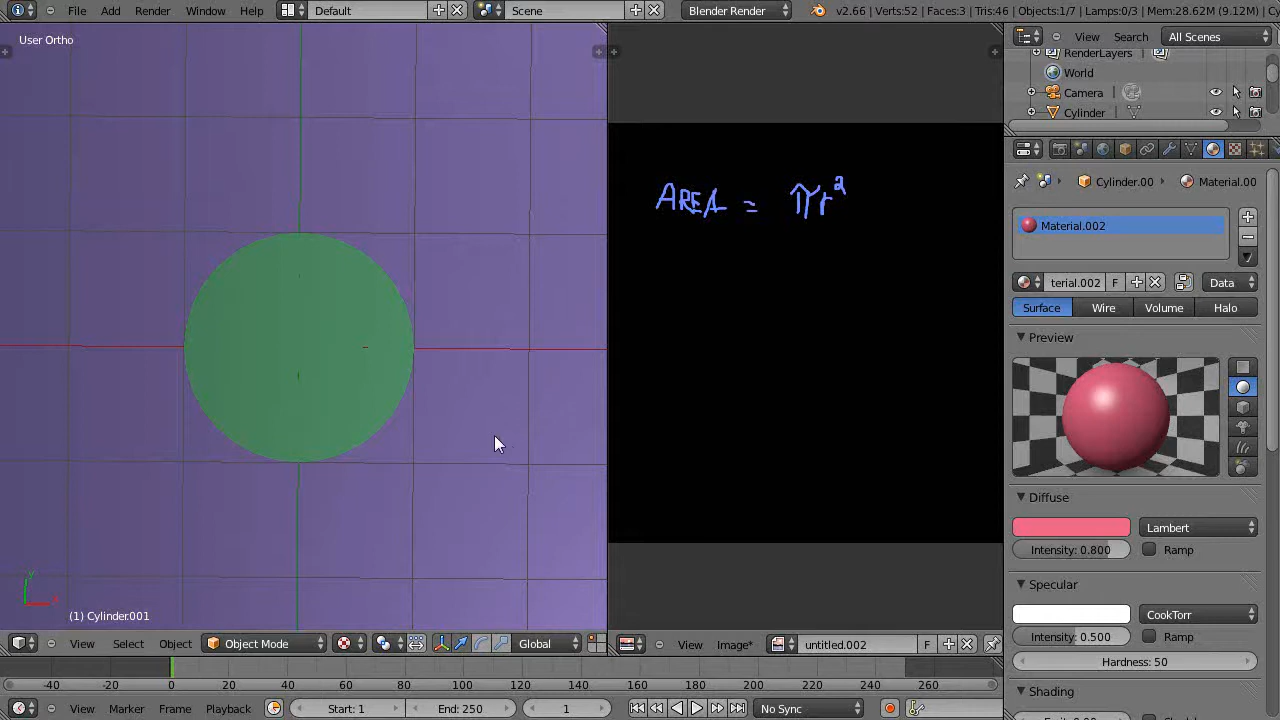 File Add Render Window Help Default Scene Blender Render v2.66 | Verts:52 | Faces:3 | Tris:46 | Objects:1/7 | Lamps:0/3 | Mem:28.62M (9.12M) | C
User Ortho
View Search All Scenes
RenderLayers
World
Camera
Cylinder
AREA = πr²
Cylinder.00 Material.00
Material.002
terial.002 F Data
Surface Wire Volume Halo
Preview
Diffuse
Lambert
Intensity: 0.800 Ramp
Specular
CookTorr
Intensity: 0.500 Ramp
Hardness: 50
Shading
y
x
(1) Cylinder.001
View Select Object Object Mode Global
View Image* untitled.002 F
-40 -20 0 20 40 60 80 100 120 140 160 180 200 220 240 260
View Marker Frame Playback Start: 1 End: 250 1 No Sync